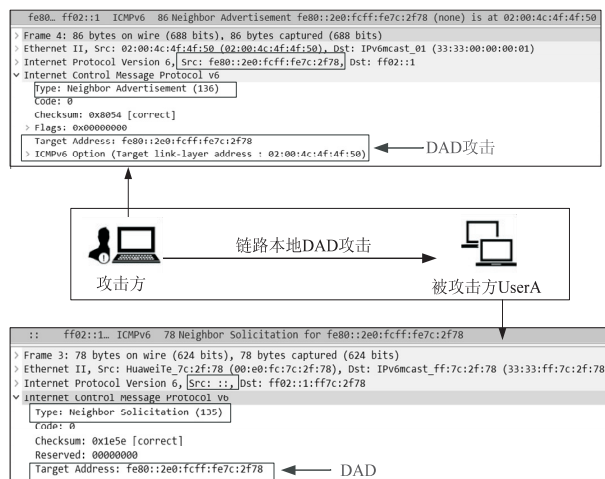 fe80… ff02::1 ICMPv6 86 Neighbor Advertisement fe80::2e0:fcff:fe7c:2f78 (none) is at 02:00:4c:4f:4f:50
> Frame 4: 86 bytes on wire (688 bits), 86 bytes captured (688 bits)
> Ethernet II, Src: 02:00:4c:4f:4f:50 (02:00:4c:4f:4f:50), Dst: IPv6mcast_01 (33:33:00:00:00:01)
> Internet Protocol Version 6, Src: fe80::2e0:fcff:fe7c:2f78, Dst: ff02::1
Internet Control Message Protocol v6
Type: Neighbor Advertisement (136)
Code: 0
Checksum: 0x8054 [correct]
> Flags: 0x00000000
Target Address: fe80::2e0:fcff:fe7c:2f78
> ICMPv6 Option (Target link-layer address : 02:00:4c:4f:4f:50)
DAD攻击
链路本地DAD攻击
攻击方
被攻击方UserA
:: ff02::1… ICMPv6 78 Neighbor Solicitation for fe80::2e0:fcff:fe7c:2f78
> Frame 3: 78 bytes on wire (624 bits), 78 bytes captured (624 bits)
> Ethernet II, Src: HuaweiTe_7c:2f:78 (00:e0:fc:7c:2f:78), Dst: IPv6mcast_ff:7c:2f:78 (33:33:ff:7c:2f:78
> Internet Protocol Version 6, Src: ::, Dst: ff02::1:ff7c:2f78
Internet Control Message Protocol v6
Type: Neighbor Solicitation (135)
Code: 0
Checksum: 0x1e5e [correct]
Reserved: 00000000
Target Address: fe80::2e0:fcff:fe7c:2f78
DAD